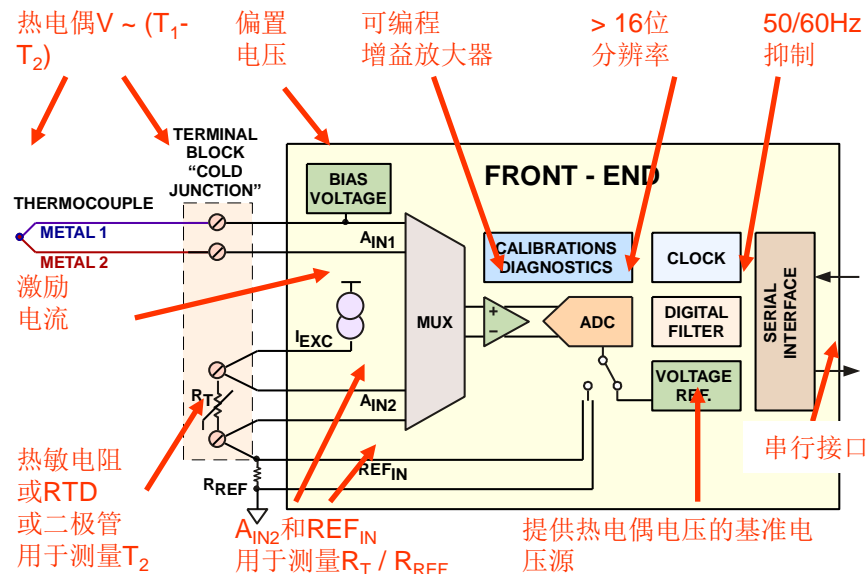 热电偶V ~ (T₁-
T₂)
偏置
电压
可编程
增益放大器
> 16位
分辨率
50/60Hz
抑制
TERMINAL
BLOCK
“COLD
JUNCTION”
BIAS
VOLTAGE
FRONT - END
THERMOCOUPLE
METAL 1
METAL 2
AIN1
CALIBRATIONS
DIAGNOSTICS
CLOCK
激励
电流
MUX
+
−
ADC
DIGITAL
FILTER
SERIAL
INTERFACE
IEXC
RT
AIN2
VOLTAGE
REF.
串行接口
热敏电阻
或RTD
或二极管
用于测量T₂
REFIN
RREF
AIN2和REFIN
用于测量RT / RREF
提供热电偶电压的基准电
压源